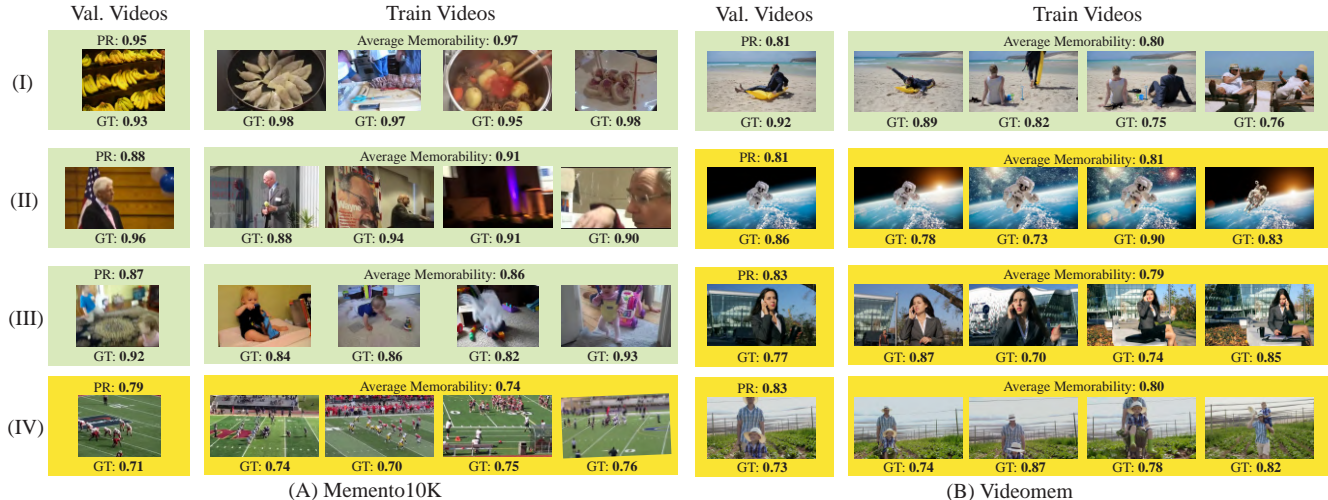 Val. Videos Train Videos Val. Videos Train Videos
(I)
PR: 0.95 Average Memorability: 0.97
GT: 0.93 GT: 0.98 GT: 0.97 GT: 0.95 GT: 0.98
PR: 0.81 Average Memorability: 0.80
GT: 0.92 GT: 0.89 GT: 0.82 GT: 0.75 GT: 0.76
(II)
PR: 0.88 Average Memorability: 0.91
GT: 0.96 GT: 0.88 GT: 0.94 GT: 0.91 GT: 0.90
PR: 0.81 Average Memorability: 0.81
GT: 0.86 GT: 0.78 GT: 0.73 GT: 0.90 GT: 0.83
(III)
PR: 0.87 Average Memorability: 0.86
GT: 0.92 GT: 0.84 GT: 0.86 GT: 0.82 GT: 0.93
PR: 0.83 Average Memorability: 0.79
GT: 0.77 GT: 0.87 GT: 0.70 GT: 0.74 GT: 0.85
(IV)
PR: 0.79 Average Memorability: 0.74
GT: 0.71 GT: 0.74 GT: 0.70 GT: 0.75 GT: 0.76
PR: 0.83 Average Memorability: 0.80
GT: 0.73 GT: 0.74 GT: 0.87 GT: 0.78 GT: 0.82
(A) Memento10K (B) Videomem